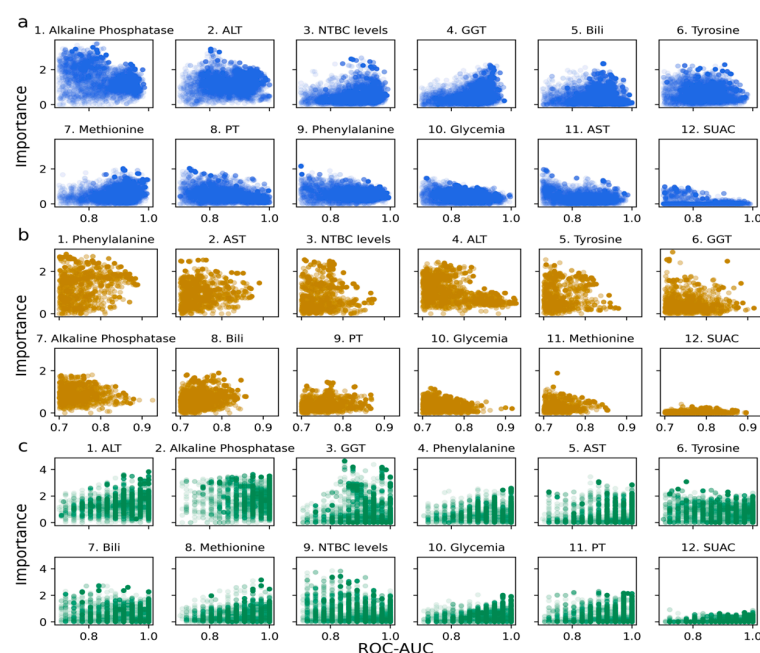 a
1. Alkaline Phosphatase 2. ALT 3. NTBC levels 4. GGT 5. Bili 6. Tyrosine
2
0
7. Methionine 8. PT 9. Phenylalanine 10. Glycemia 11. AST 12. SUAC
2
0
0.8 1.0 0.8 1.0 0.8 1.0 0.8 1.0 0.8 1.0 0.8 1.0
Importance
b
1. Phenylalanine 2. AST 3. NTBC levels 4. ALT 5. Tyrosine 6. GGT
2
0
7. Alkaline Phosphatase 8. Bili 9. PT 10. Glycemia 11. Methionine 12. SUAC
2
0
0.7 0.8 0.9 0.7 0.8 0.9 0.7 0.8 0.9 0.7 0.8 0.9 0.7 0.8 0.9 0.7 0.8 0.9
Importance
c
1. ALT 2. Alkaline Phosphatase 3. GGT 4. Phenylalanine 5. AST 6. Tyrosine
4
2
0
7. Bili 8. Methionine 9. NTBC levels 10. Glycemia 11. PT 12. SUAC
4
2
0
0.8 1.0 0.8 1.0 0.8 1.0 0.8 1.0 0.8 1.0 0.8 1.0
Importance
ROC-AUC